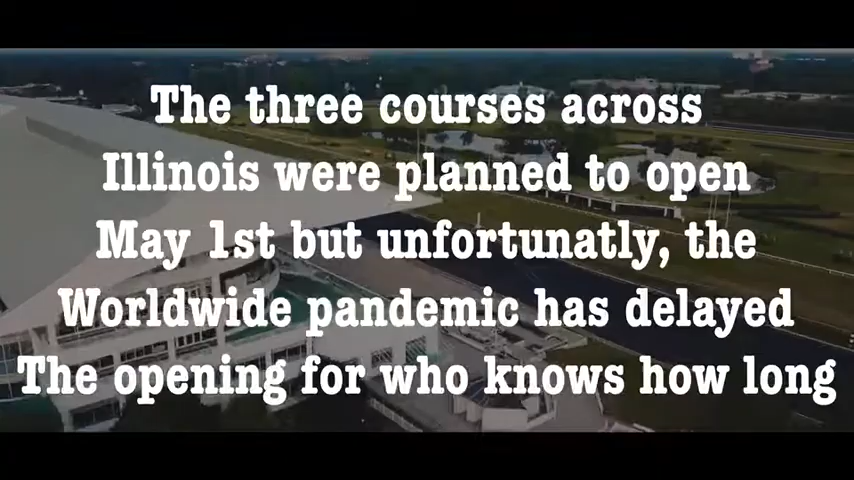 The three courses across
Illinois were planned to open
May 1st but unfortunatly, the
Worldwide pandemic has delayed
The opening for who knows how long